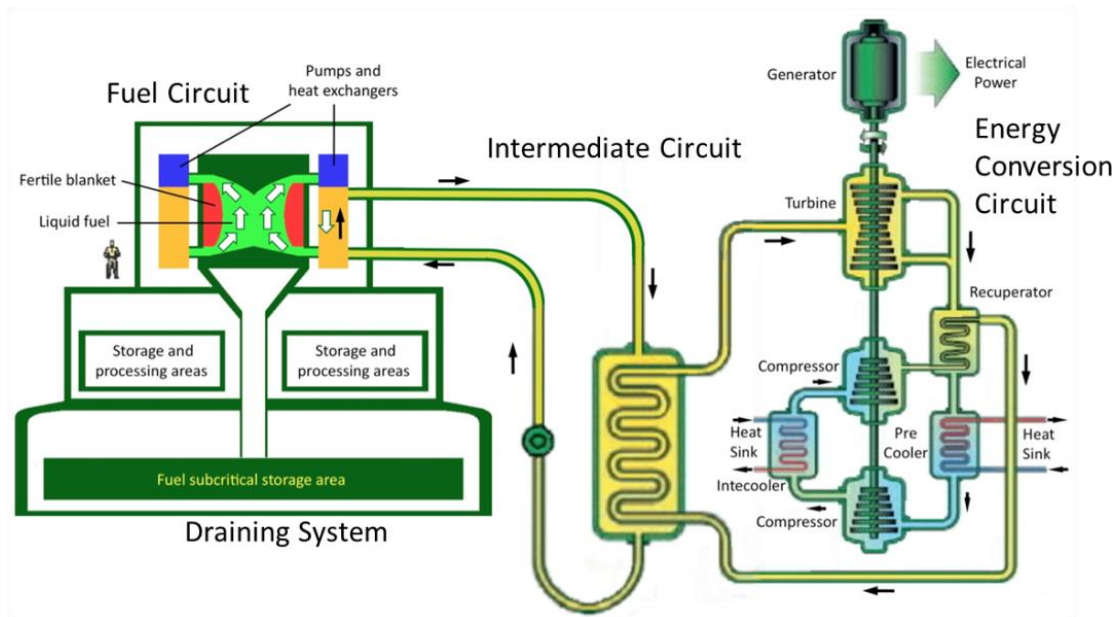 Fuel Circuit
Pumps and
heat exchangers
Fertile blanket
Liquid fuel
Storage and
processing areas
Storage and
processing areas
Fuel subcritical storage area
Draining System
Intermediate Circuit
Generator
Electrical
Power
Energy
Conversion
Circuit
Turbine
Recuperator
Compressor
Heat
Sink
Intecooler
Pre
Cooler
Heat
Sink
Compressor